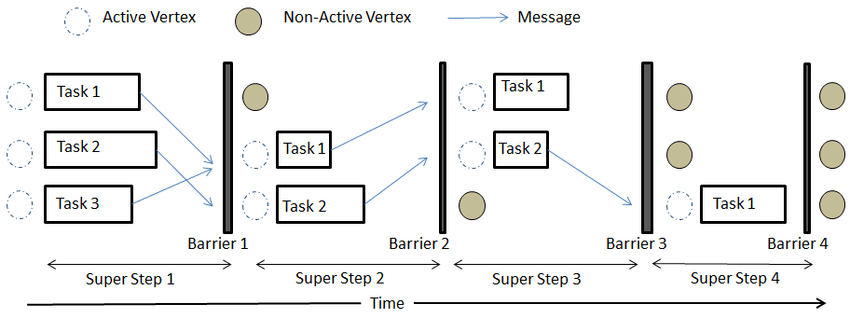 Active Vertex Non-Active Vertex Message
Task 1 Task 1
Task 2 Task 1 Task 2
Task 3 Task 2 Task 1
Barrier 1 Barrier 2 Barrier 3 Barrier 4
Super Step 1 Super Step 2 Super Step 3 Super Step 4
Time